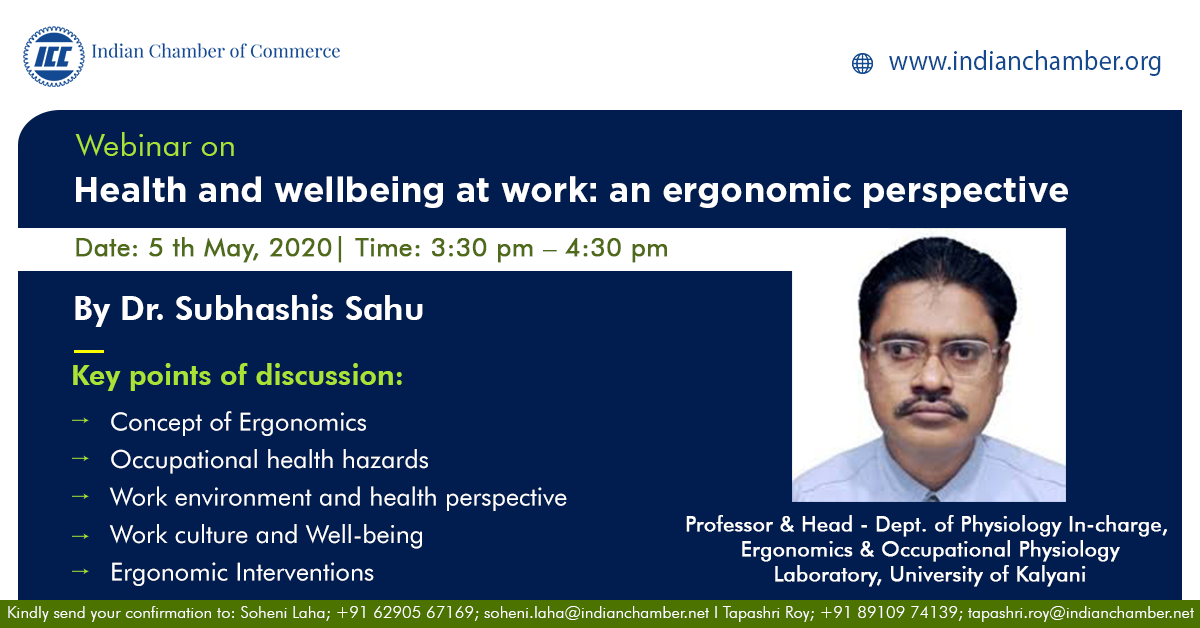 ICC Indian Chamber of Commerce
www.indianchamber.org
Webinar on
Health and wellbeing at work: an ergonomic perspective
Date: 5 th May, 2020| Time: 3:30 pm – 4:30 pm
By Dr. Subhashis Sahu
Key points of discussion:
→ Concept of Ergonomics
→ Occupational health hazards
→ Work environment and health perspective
→ Work culture and Well-being
→ Ergonomic Interventions
Professor & Head - Dept. of Physiology In-charge,
Ergonomics & Occupational Physiology
Laboratory, University of Kalyani
Kindly send your confirmation to: Soheni Laha; +91 62905 67169; soheni.laha@indianchamber.net I Tapashri Roy; +91 89109 74139; tapashri.roy@indianchamber.net